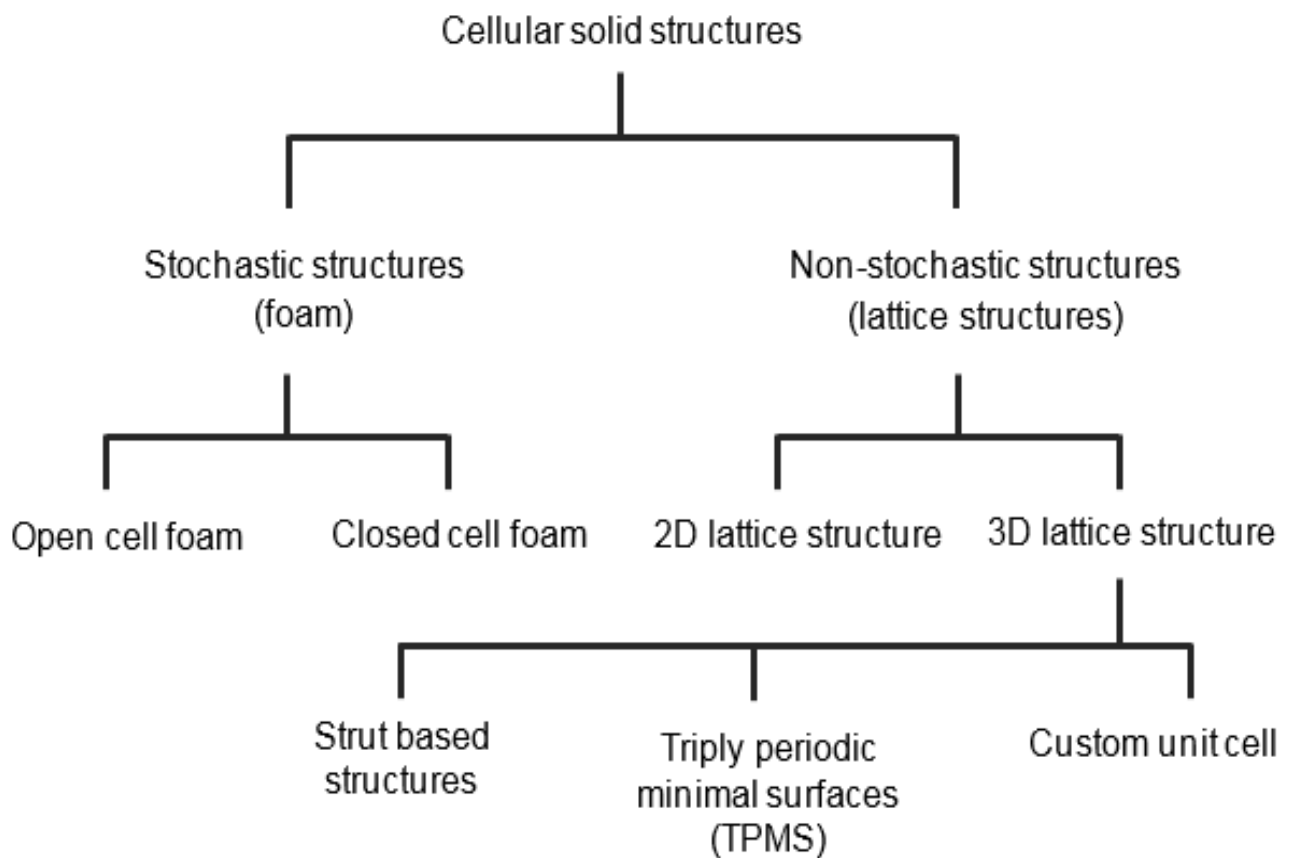 Cellular solid structures
Stochastic structures
(foam)
Non-stochastic structures
(lattice structures)
Open cell foam
Closed cell foam
2D lattice structure
3D lattice structure
Strut based
structures
Triply periodic
minimal surfaces
(TPMS)
Custom unit cell